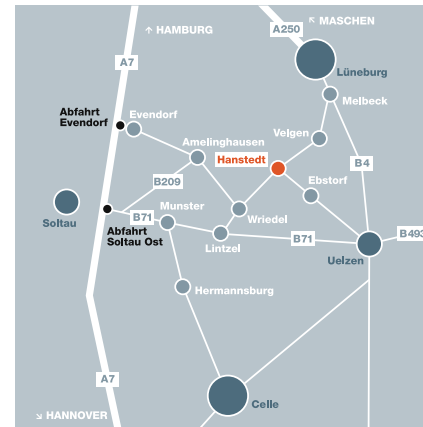 ↖ MASCHEN
↑ HAMBURG
A250
A7
Lüneburg
Melbeck
Abfahrt
Evendorf
Evendorf
Velgen
Amelinghausen
Hanstedt
B4
B209
Ebstorf
Soltau
B71
Munster
Wriedel
Abfahrt
Soltau Ost
Lintzel
B71
B493
Uelzen
Hermannsburg
A7
Celle
↘ HANNOVER